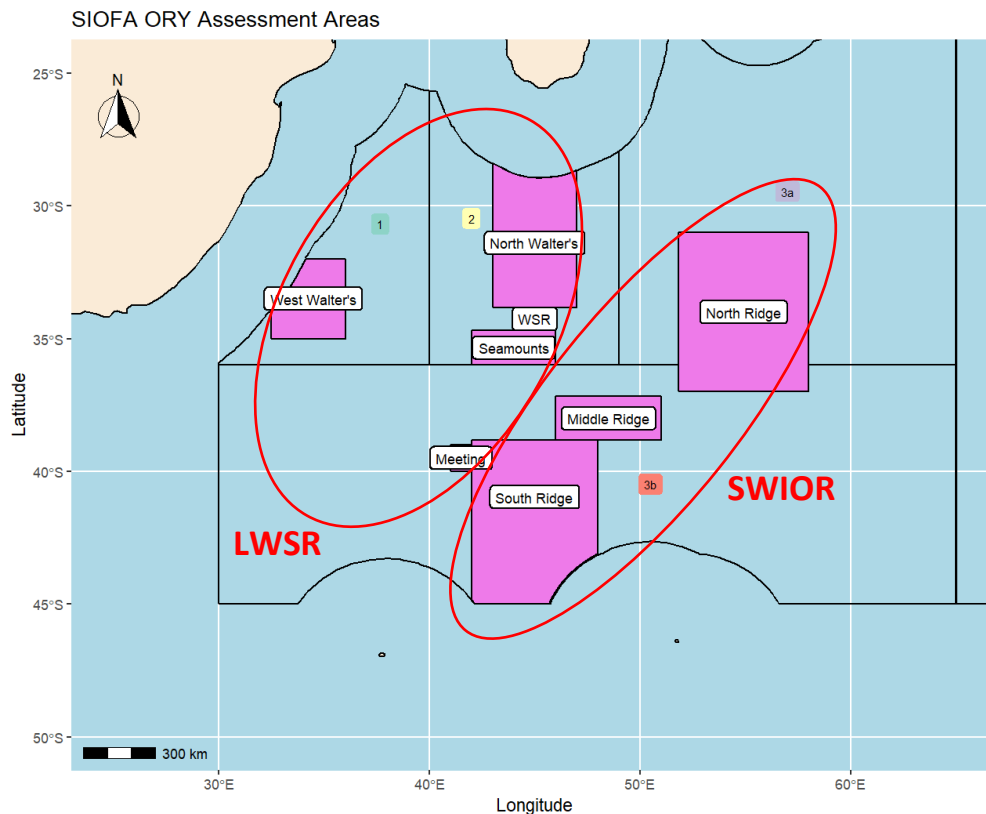 SIOFA ORY Assessment Areas
25°S
30°S
35°S
40°S
45°S
50°S
Latitude
N
1
2
3a
North Walter's
West Walter's
WSR
North Ridge
Seamounts
Middle Ridge
Meeting
South Ridge
3b
SWIOR
LWSR
300 km
30°E
40°E
50°E
60°E
Longitude